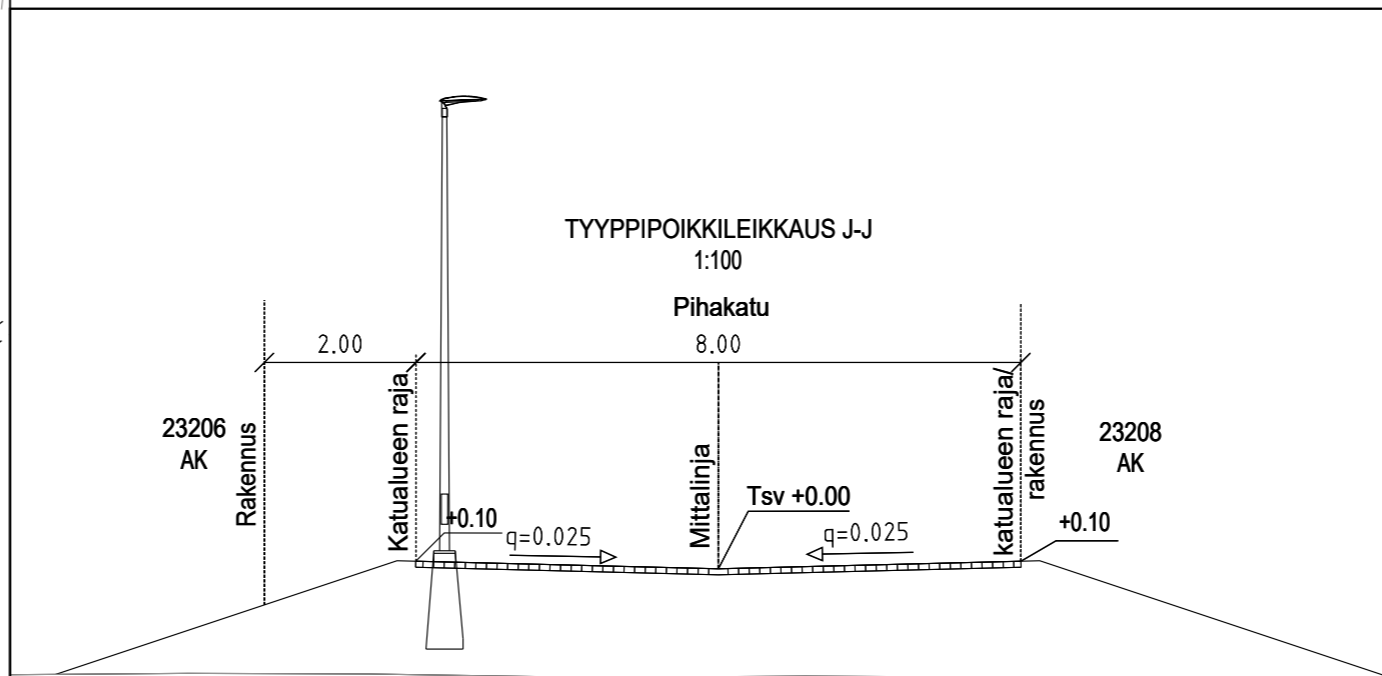 TYYPPIPOIKKILEIKKAUS J-J
1:100
Pihakatu
2.00
8.00
23206
AK
Rakennus
Katualueen raja
Mittalinja
katualueen raja/
rakennus
23208
AK
Tsv +0.00
+0.10
q=0.025
q=0.025
+0.10